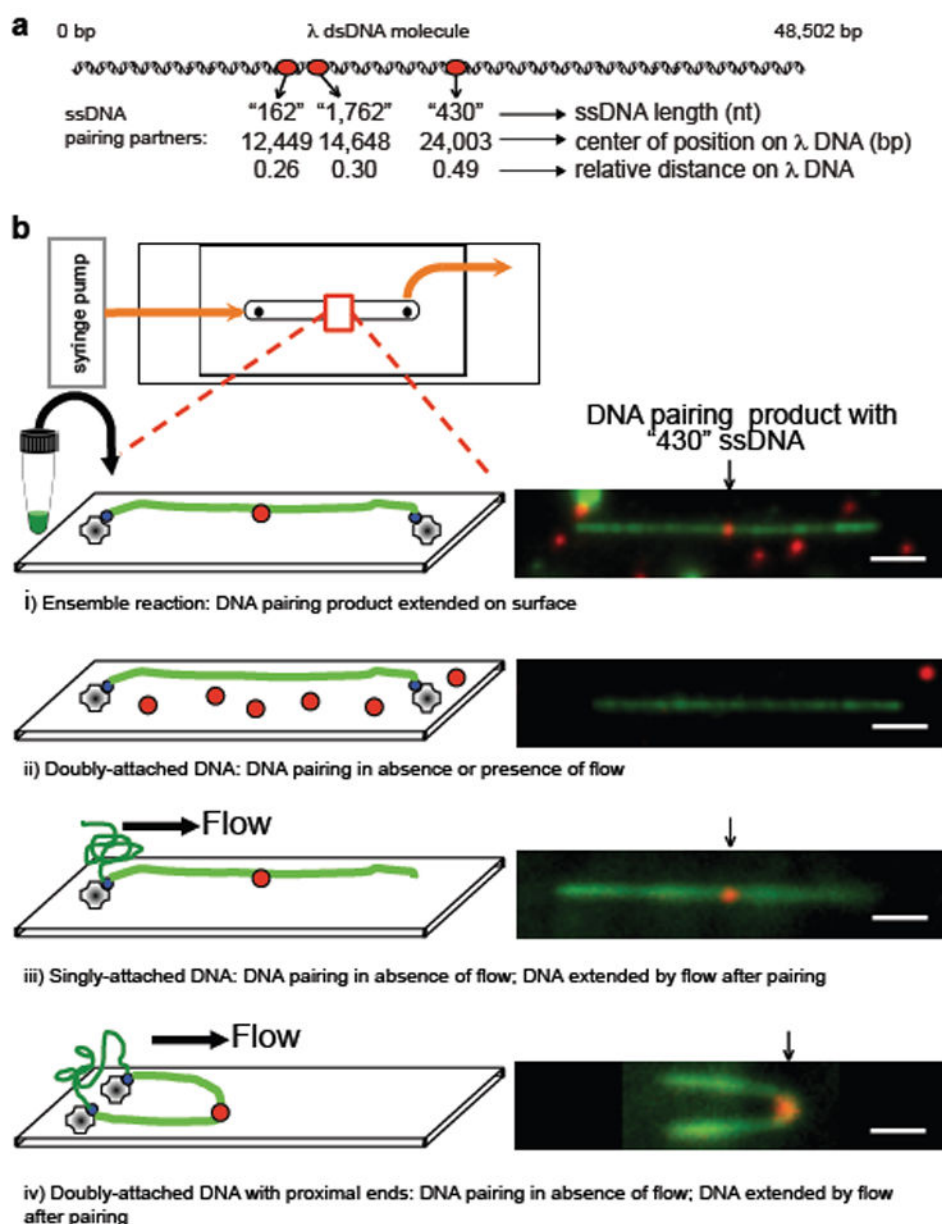 a
0 bp λ dsDNA molecule 48,502 bp
ssDNA "162" "1,762" "430" ssDNA length (nt)
pairing partners: 12,449 14,648 24,003 center of position on λ DNA (bp)
0.26 0.30 0.49 relative distance on λ DNA
b
syringe pump
DNA pairing product with
"430" ssDNA
i) Ensemble reaction: DNA pairing product extended on surface
ii) Doubly-attached DNA: DNA pairing in absence or presence of flow
Flow
iii) Singly-attached DNA: DNA pairing in absence of flow; DNA extended by flow after pairing
Flow
iv) Doubly-attached DNA with proximal ends: DNA pairing in absence of flow; DNA extended by flow
after pairing